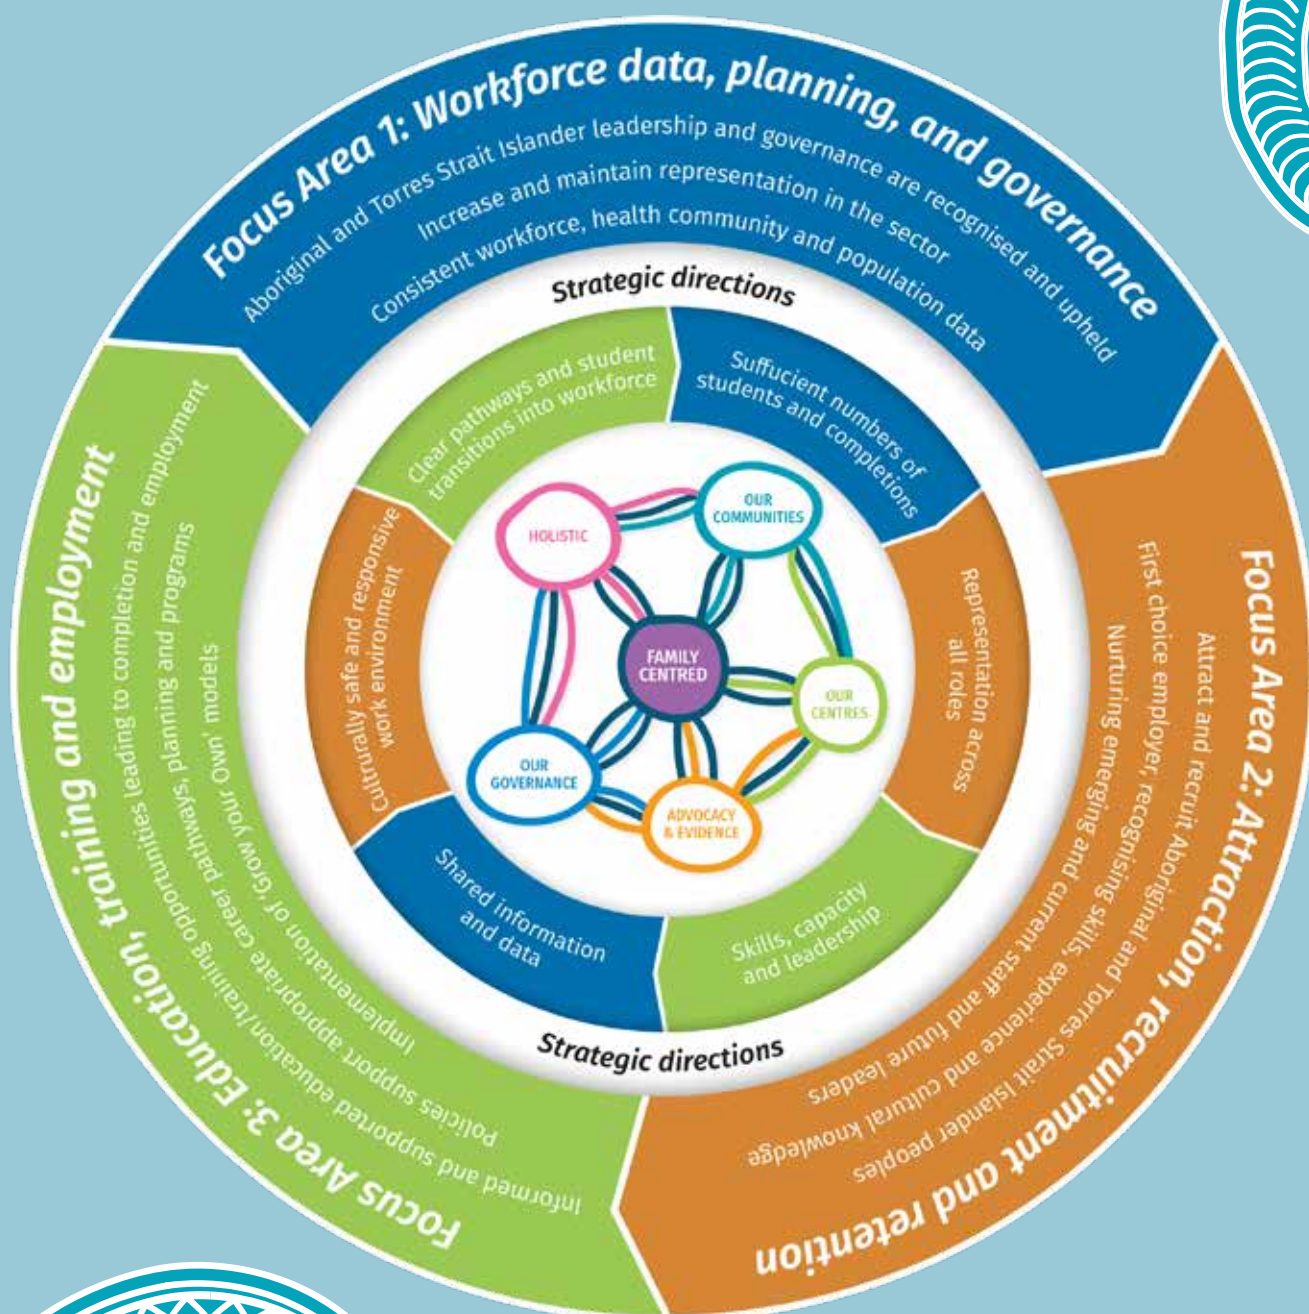 Focus Area 1: Workforce data, planning, and governance
Aboriginal and Torres Strait Islander leadership and governance are recognised and upheld
Increase and maintain representation in the sector
Consistent workforce, health community and population data
Focus Area 2: Attraction, recruitment and retention
Attract and recruit Aboriginal and Torres Strait Islander peoples
First choice employer, recognising skills, experience and cultural knowledge
Nurturing emerging and current staff and future leaders
Focus Area 3: Education, training and employment
Informed and supported education/training opportunities leading to completion and employment
Policies support appropriate career pathways, planning and programs
Implementation of 'Grow your Own' models
Strategic directions
Clear pathways and student
transitions into workforce
Suffucient numbers of
students and completions
Representation across
all roles
Skills, capacity
and leadership
Shared information
and data
Culturally safe and responsive
work environment
Strategic directions
HOLISTIC
OUR
COMMUNITIES
FAMILY
CENTRED
OUR
CENTRES
OUR
GOVERNANCE
ADVOCACY
& EVIDENCE